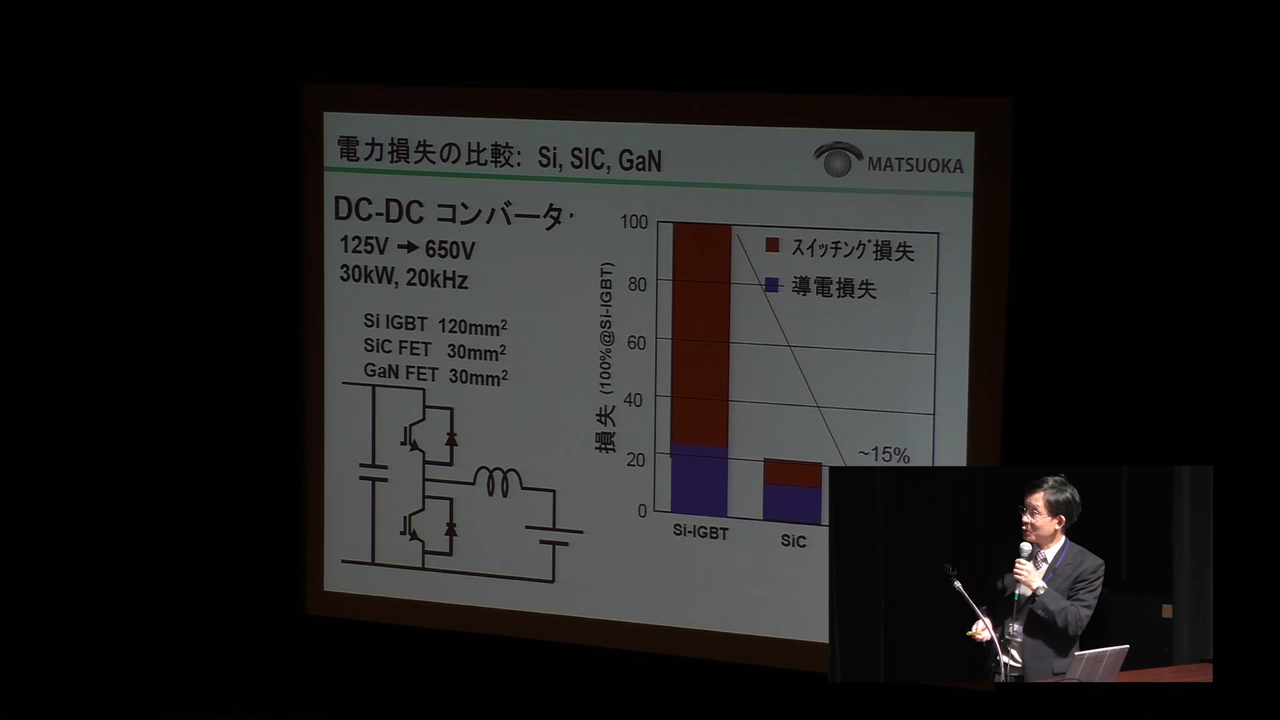 電力損失の比較: Si, SIC, GaN
MATSUOKA
DC-DC コンバータ
125V → 650V
30kW, 20kHz
Si IGBT 120mm²
SiC FET 30mm²
GaN FET 30mm²
損失 (100%@Si-IGBT)
100
80
60
40
20
0
スイッチング損失
導電損失
~15%
Si-IGBT
SiC